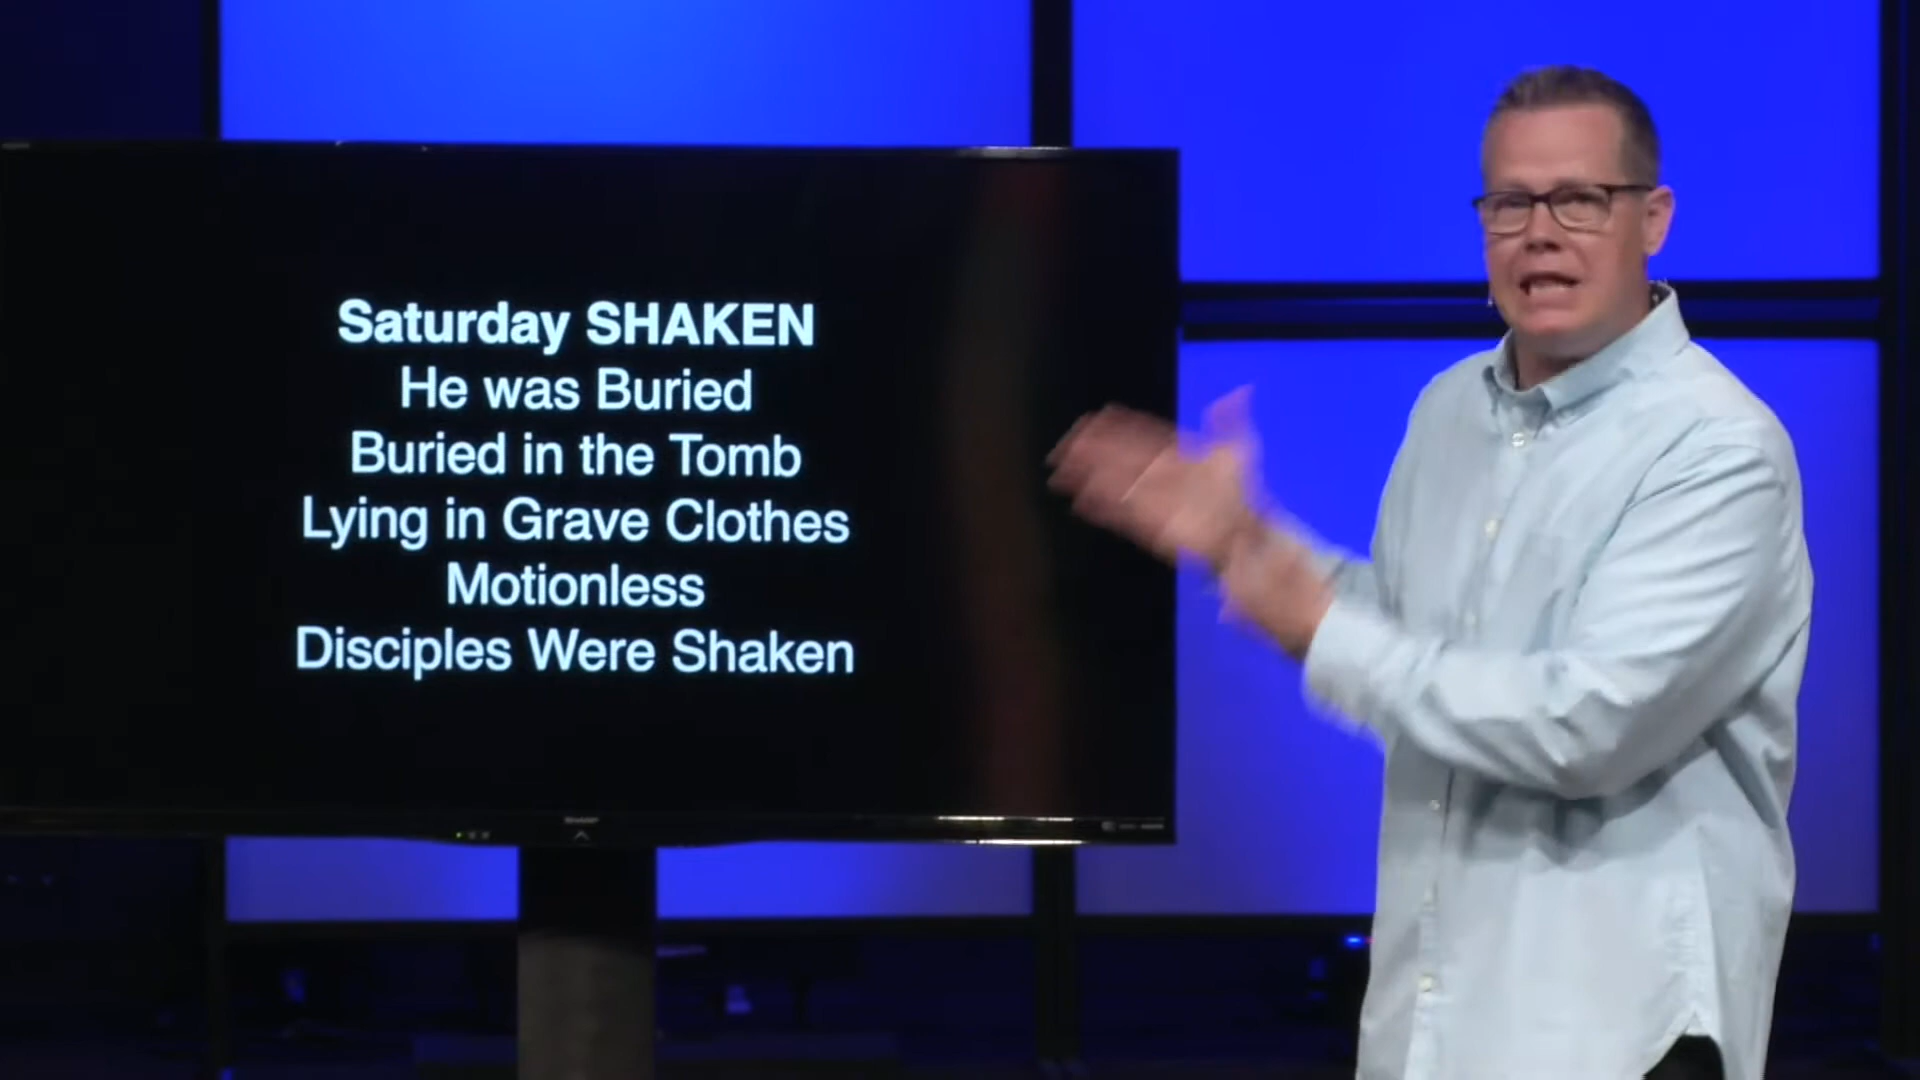 Saturday SHAKEN
He was Buried
Buried in the Tomb
Lying in Grave Clothes
Motionless
Disciples Were Shaken